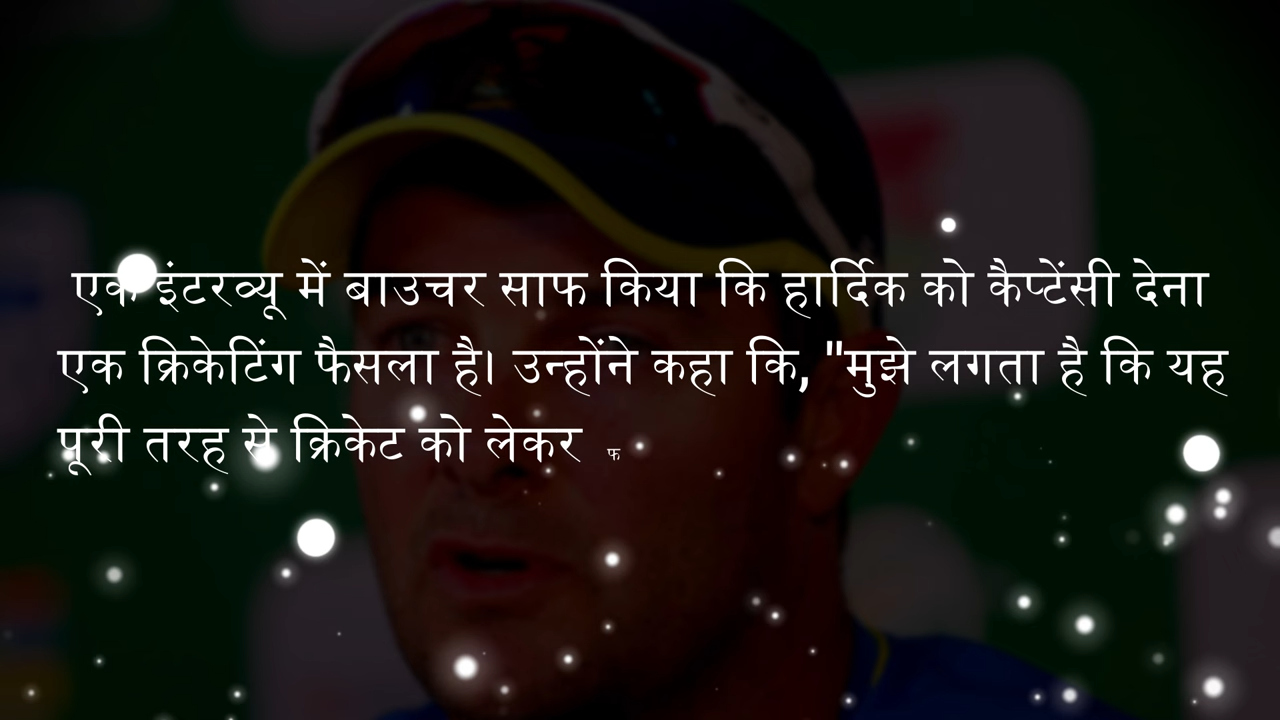 एक इंटरव्यू में बाउचर साफ किया कि हार्दिक को कैप्टेंसी देना
एक क्रिकेटिंग फैसला है। उन्होंने कहा कि, "मुझे लगता है कि यह
पूरी तरह से क्रिकेट को लेकर फ